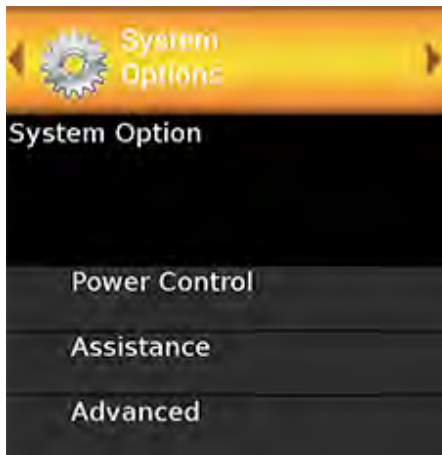 System
Options
System Option
Power Control
Assistance
Advanced